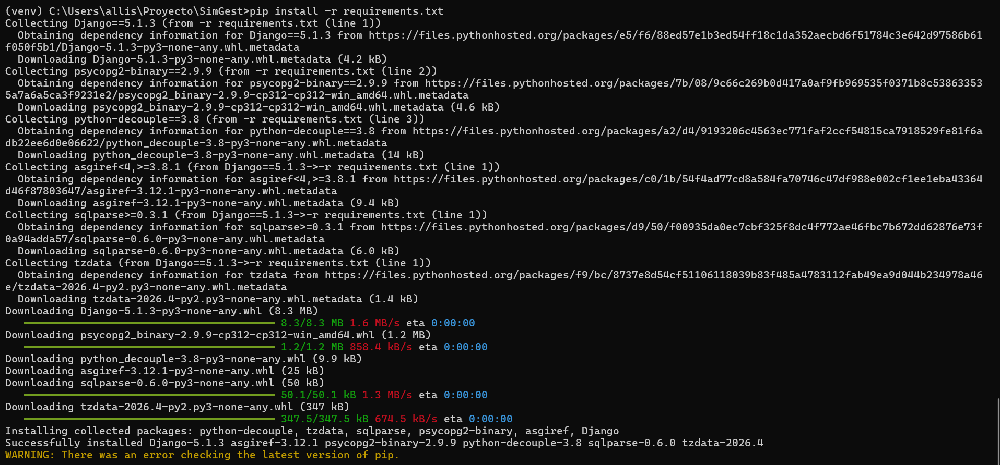 (venv) C:\Users\allis\Proyecto\SimGest>pip install -r requirements.txt
Collecting Django==5.1.3 (from -r requirements.txt (line 1))
  Obtaining dependency information for Django==5.1.3 from https://files.pythonhosted.org/packages/e5/f6/88ed57e1b3ed54ff18c1da352aecbd6f51784c3e642d97586b61
f050f5b1/Django-5.1.3-py3-none-any.whl.metadata
  Downloading Django-5.1.3-py3-none-any.whl.metadata (4.2 kB)
Collecting psycopg2-binary==2.9.9 (from -r requirements.txt (line 2))
  Obtaining dependency information for psycopg2-binary==2.9.9 from https://files.pythonhosted.org/packages/7b/08/9c66c269b0d417a0af9fb969535f0371b8c53863353
5a7a6a5ca3f9231e2/psycopg2_binary-2.9.9-cp312-cp312-win_amd64.whl.metadata
  Downloading psycopg2_binary-2.9.9-cp312-cp312-win_amd64.whl.metadata (4.6 kB)
Collecting python-decouple==3.8 (from -r requirements.txt (line 3))
  Obtaining dependency information for python-decouple==3.8 from https://files.pythonhosted.org/packages/a2/d4/9193206c4563ec771faf2ccf54815ca7918529fe81f6a
db22ee6d0e06622/python_decouple-3.8-py3-none-any.whl.metadata
  Downloading python_decouple-3.8-py3-none-any.whl.metadata (14 kB)
Collecting asgiref<4,>=3.8.1 (from Django==5.1.3->-r requirements.txt (line 1))
  Obtaining dependency information for asgiref<4,>=3.8.1 from https://files.pythonhosted.org/packages/c0/1b/54f4ad77cd8a584fa70746c47df988e002cf1ee1eba43364
d46f87803647/asgiref-3.12.1-py3-none-any.whl.metadata
  Downloading asgiref-3.12.1-py3-none-any.whl.metadata (9.4 kB)
Collecting sqlparse>=0.3.1 (from Django==5.1.3->-r requirements.txt (line 1))
  Obtaining dependency information for sqlparse>=0.3.1 from https://files.pythonhosted.org/packages/d9/50/f00935da0ec7cbf325f8dc4f772ae46fbc7b672dd62876e73f
0a94adda57/sqlparse-0.6.0-py3-none-any.whl.metadata
  Downloading sqlparse-0.6.0-py3-none-any.whl.metadata (6.0 kB)
Collecting tzdata (from Django==5.1.3->-r requirements.txt (line 1))
  Obtaining dependency information for tzdata from https://files.pythonhosted.org/packages/f9/bc/8737e8d54cf51106118039b83f485a4783112fab49ea9d044b234978a46
e/tzdata-2026.4-py2.py3-none-any.whl.metadata
  Downloading tzdata-2026.4-py2.py3-none-any.whl.metadata (1.4 kB)
Downloading Django-5.1.3-py3-none-any.whl (8.3 MB)
8.3/8.3 MB 1.6 MB/s eta 0:00:00
Downloading psycopg2_binary-2.9.9-cp312-cp312-win_amd64.whl (1.2 MB)
1.2/1.2 MB 858.4 kB/s eta 0:00:00
Downloading python_decouple-3.8-py3-none-any.whl (9.9 kB)
Downloading asgiref-3.12.1-py3-none-any.whl (25 kB)
Downloading sqlparse-0.6.0-py3-none-any.whl (50 kB)
50.1/50.1 kB 1.3 MB/s eta 0:00:00
Downloading tzdata-2026.4-py2.py3-none-any.whl (347 kB)
347.5/347.5 kB 674.5 kB/s eta 0:00:00
Installing collected packages: python-decouple, tzdata, sqlparse, psycopg2-binary, asgiref, Django
Successfully installed Django-5.1.3 asgiref-3.12.1 psycopg2-binary-2.9.9 python-decouple-3.8 sqlparse-0.6.0 tzdata-2026.4
WARNING: There was an error checking the latest version of pip.